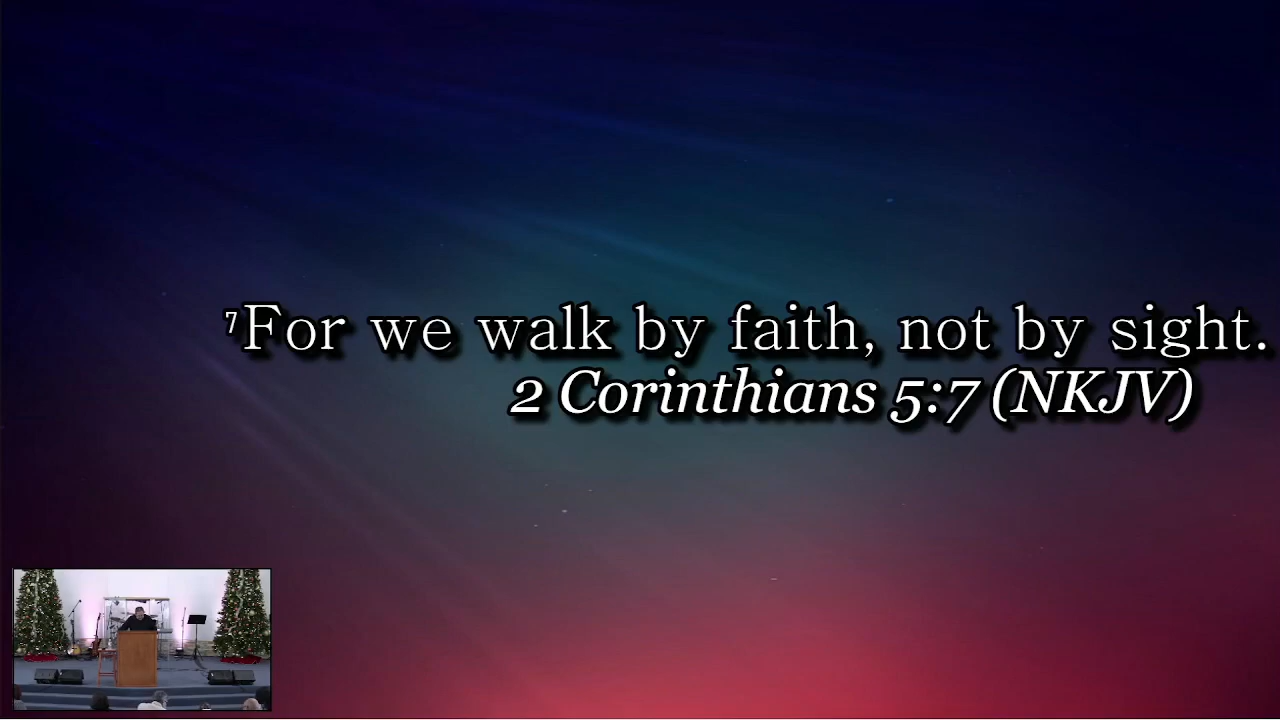 ⁷For we walk by faith, not by sight.
2 Corinthians 5:7 (NKJV)